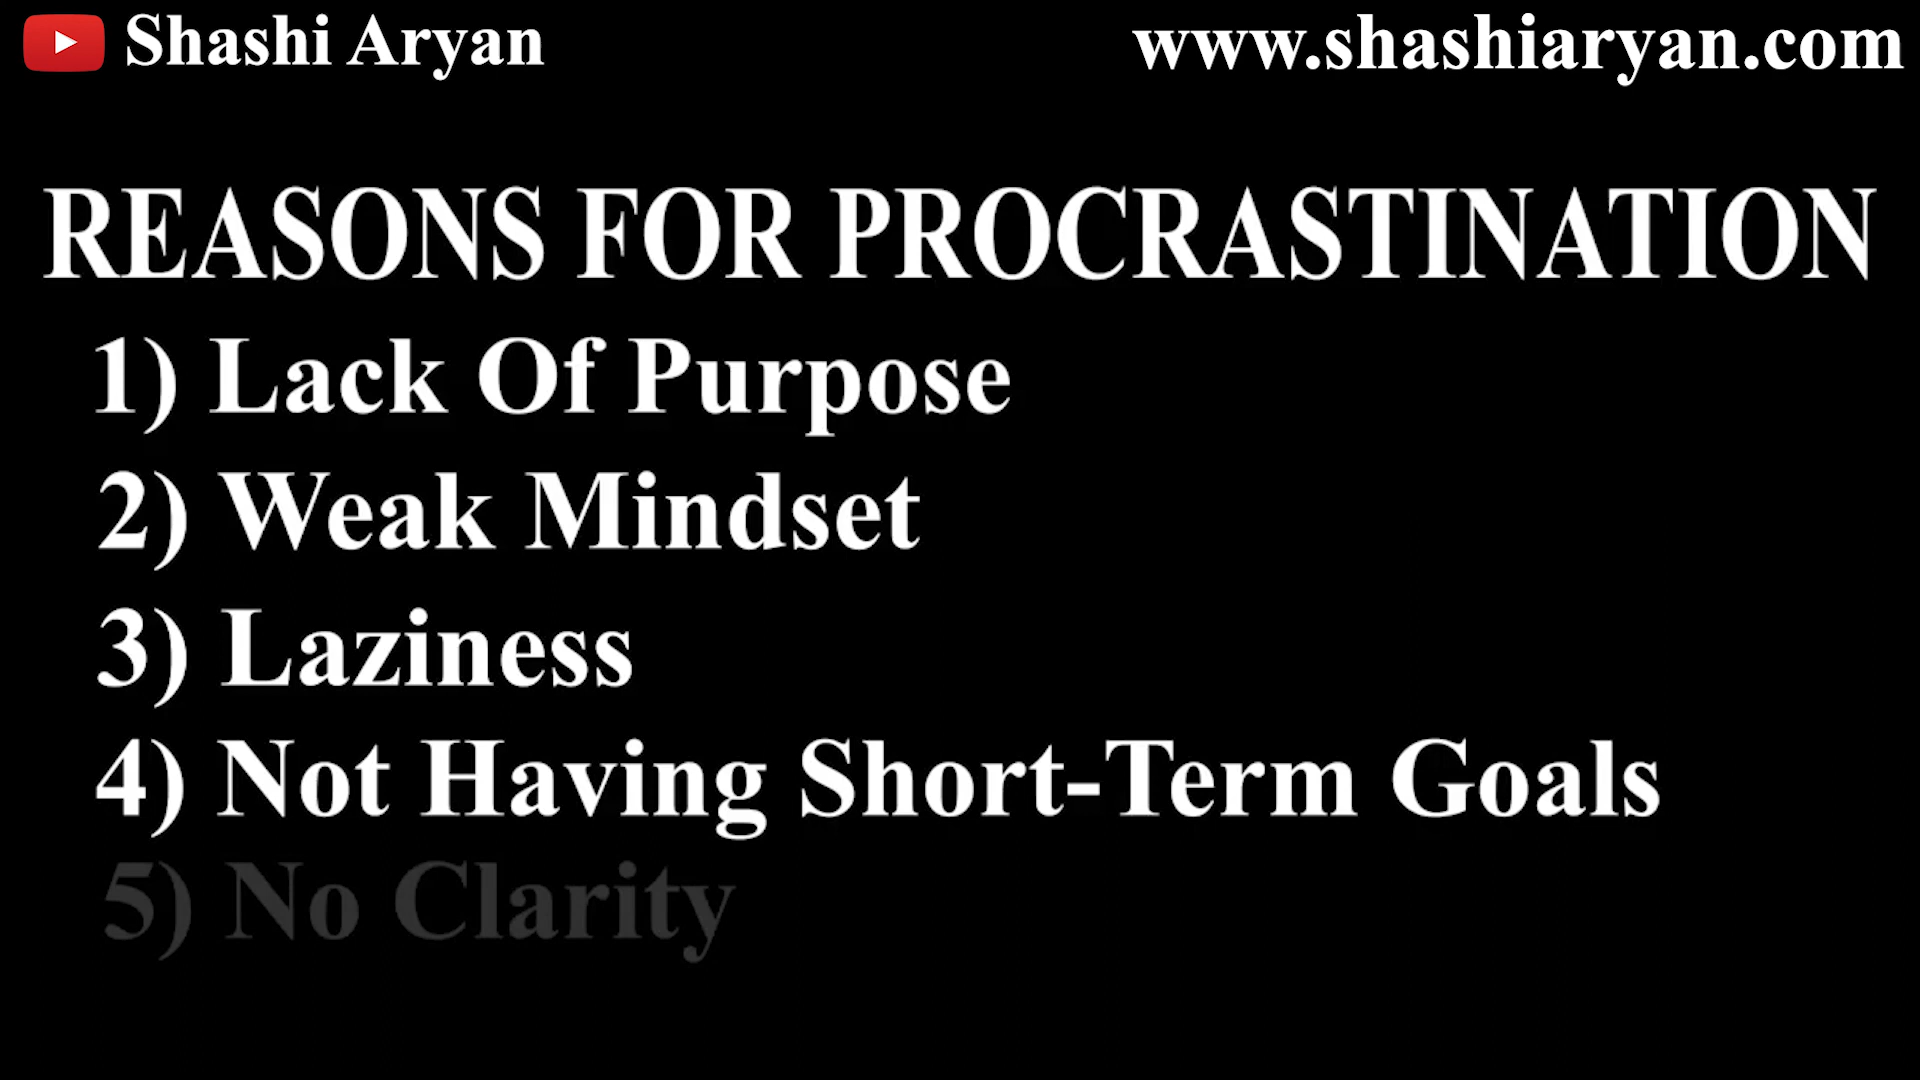 Shashi Aryan
www.shashiaryan.com
REASONS FOR PROCRASTINATION
1) Lack Of Purpose
2) Weak Mindset
3) Laziness
4) Not Having Short-Term Goals
5) No Clarity